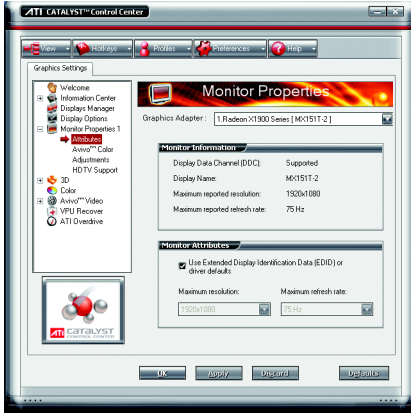 ATI CATALYST™ Control Center
View Hotkeys Profiles Preferences Help
Graphics Settings
Welcome
Information Center
Displays Manager
Display Options
Monitor Properties 1
Attributes
Avivo™ Color
Adjustments
HDTV Support
3D
Color
Avivo™ Video
VPU Recover
ATI Overdrive
ATI CATALYST
CONTROL CENTER
Monitor Properties
Graphics Adapter : 1.Radeon X1900 Series [ MX151T-2 ]
Monitor Information
Display Data Channel (DDC): Supported
Display Name: MX151T-2
Maximum reported resolution: 1920x1080
Maximum reported refresh rate: 75 Hz
Monitor Attributes
Use Extended Display Identification Data (EDID) or
driver defaults
Maximum resolution: Maximum refresh rate:
1920x1080 75 Hz
OK Apply Discard Defaults